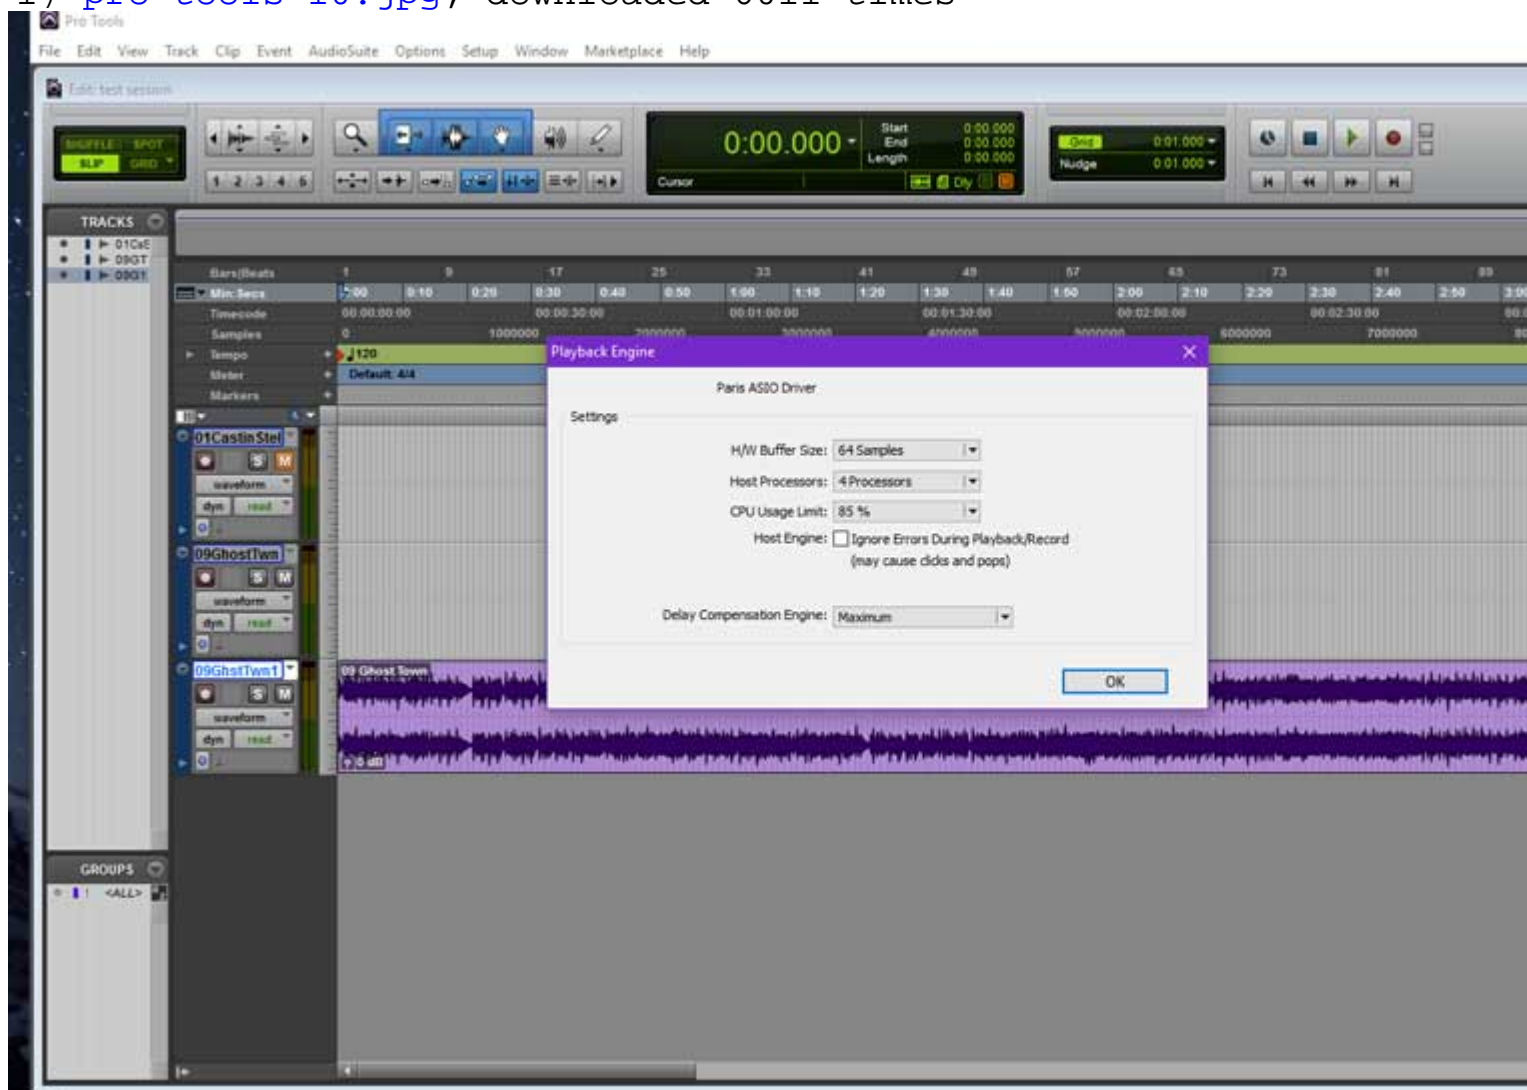 Pro Tools
File Edit View Track Clip Event AudioSuite Options Setup Window Marketplace Help
Edit: test session
SHUFFLE SPOT
SLIP GRID
1 2 3 4 5
0:00.000
Start 0:00.000
End 0:00.000
Length 0:00.000
Cursor
Dly
Grid 0:01.000
Nudge 0:01.000
TRACKS
01CsS
09GT
09G1
Bars|Beats 1 9 17 25 33 41 49 57 65 73 81 89
Min:Secs 0:00 0:10 0:20 0:30 0:40 0:50 1:00 1:10 1:20 1:30 1:40 1:50 2:00 2:10 2:20 2:30 2:40 2:50 3:00
Timecode 00:00:00:00 00:00:30:00 00:01:00:00 00:01:30:00 00:02:00:00 00:02:30:00
Samples 0 1000000 2000000 3000000 4000000 5000000 6000000 7000000
Tempo 120
Meter Default: 4/4
Markers
01CastinStel
S M
waveform
dyn read
09GhostTwn
S M
waveform
dyn read
09GhstTwn1
S M
waveform
dyn read
09 Ghost Town
0 dB
Playback Engine
Paris ASIO Driver
Settings
H/W Buffer Size: 64 Samples
Host Processors: 4 Processors
CPU Usage Limit: 85 %
Host Engine: Ignore Errors During Playback/Record
(may cause clicks and pops)
Delay Compensation Engine: Maximum
OK
GROUPS
! <ALL>